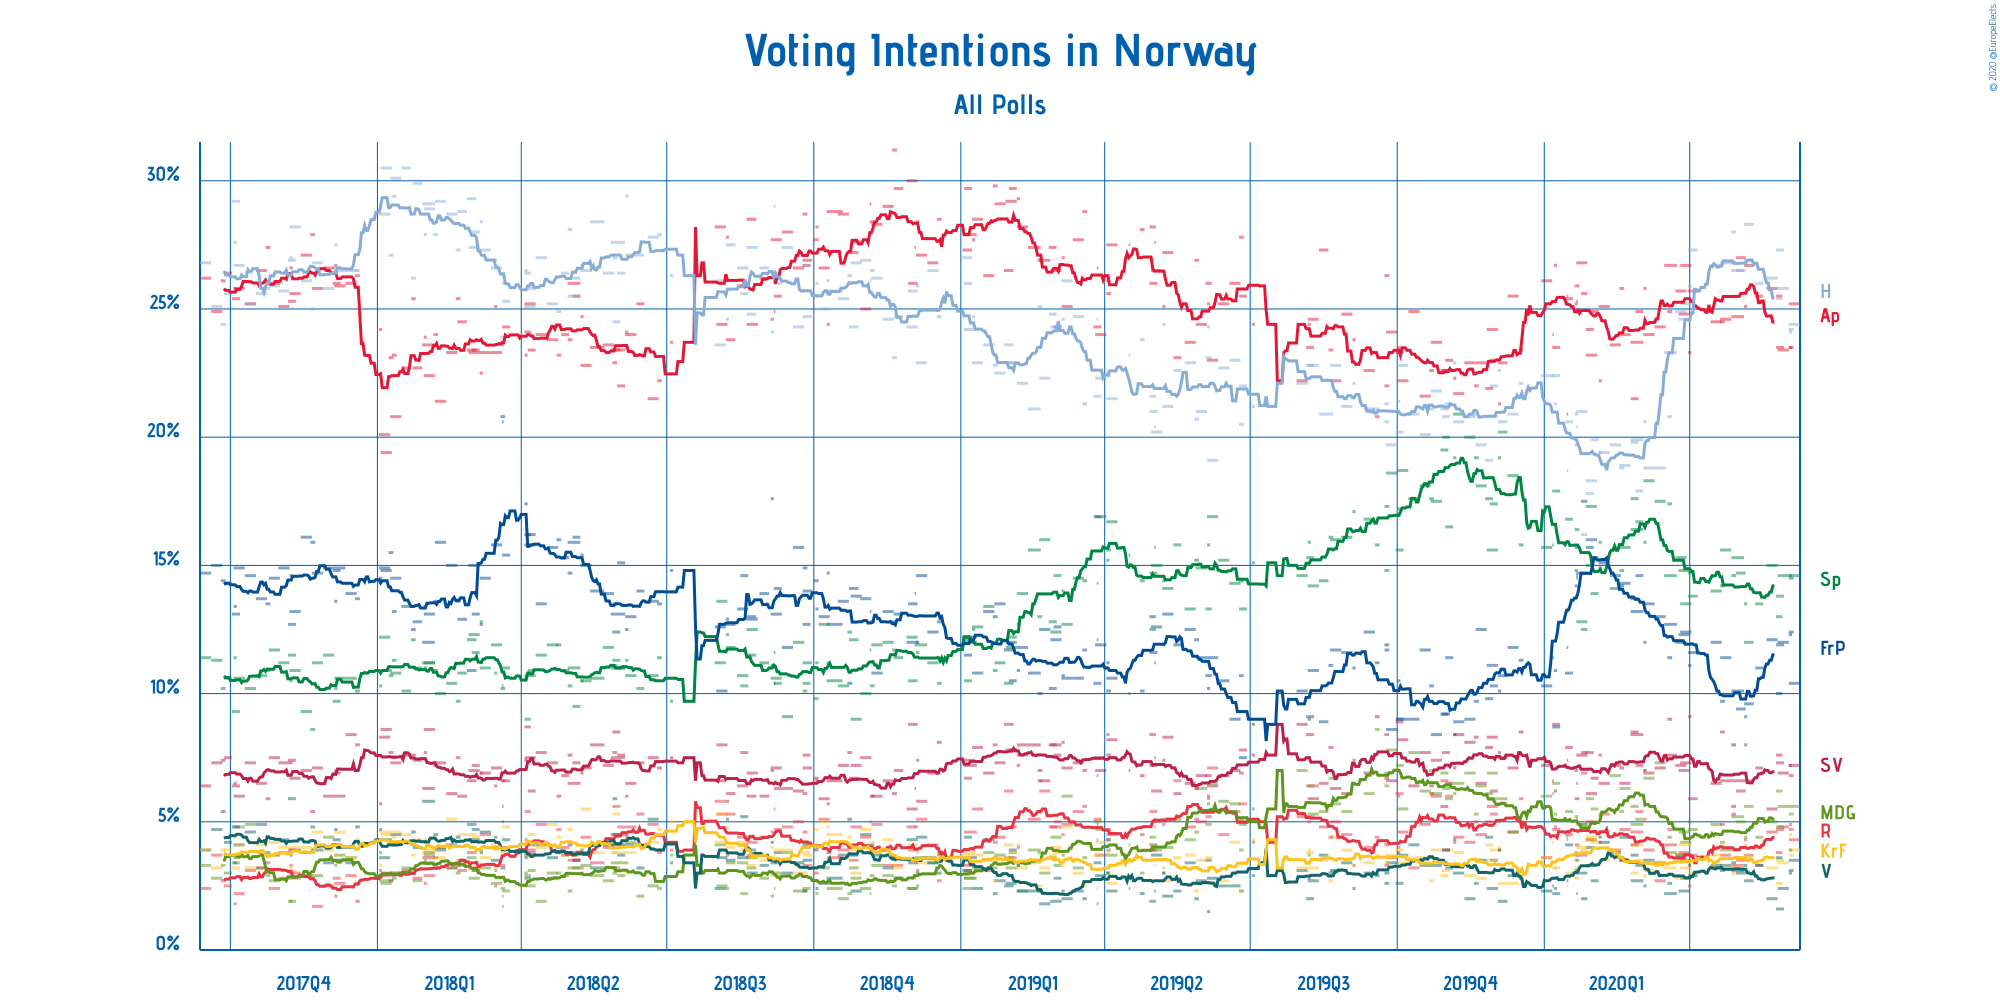 © 2020 @EuropeElects
Voting Intentions in Norway
All Polls
30%
25%
20%
15%
10%
5%
0%
H
Ap
Sp
FrP
SV
MDG
R
KrF
V
2017Q4 2018Q1 2018Q2 2018Q3 2018Q4 2019Q1 2019Q2 2019Q3 2019Q4 2020Q1